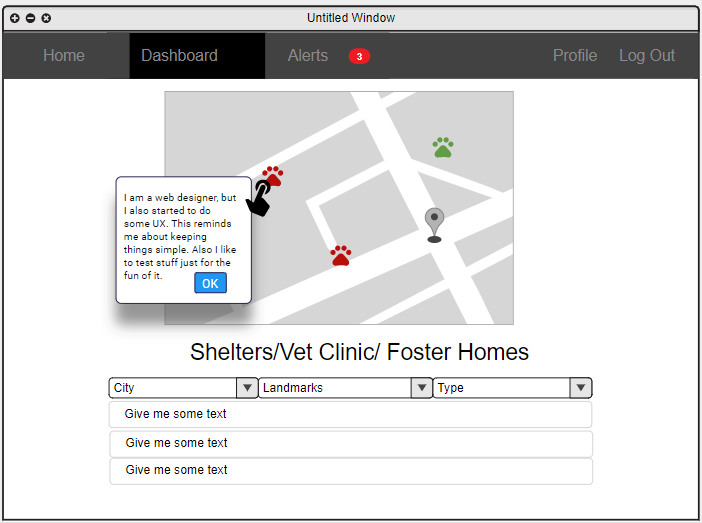 Untitled Window
Home Dashboard Alerts 3 Profile Log Out
I am a web designer, but
I also started to do
some UX. This reminds
me about keeping
things simple. Also I like
to test stuff just for the
fun of it.
OK
Shelters/Vet Clinic/ Foster Homes
City Landmarks Type
Give me some text
Give me some text
Give me some text